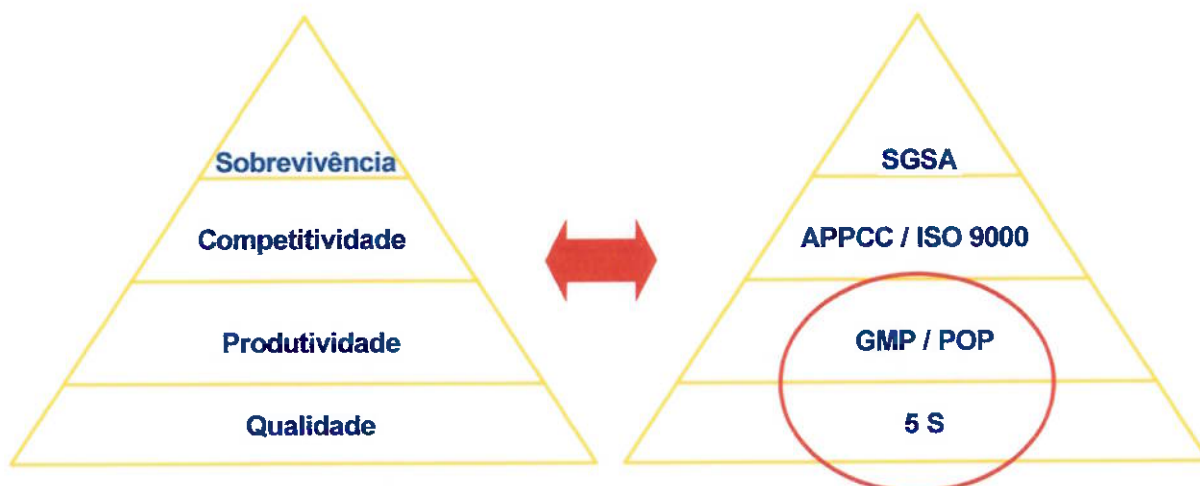 Sobrevivência
Competitividade
Produtividade
Qualidade
SGSA
APPCC / ISO 9000
GMP / POP
5 S